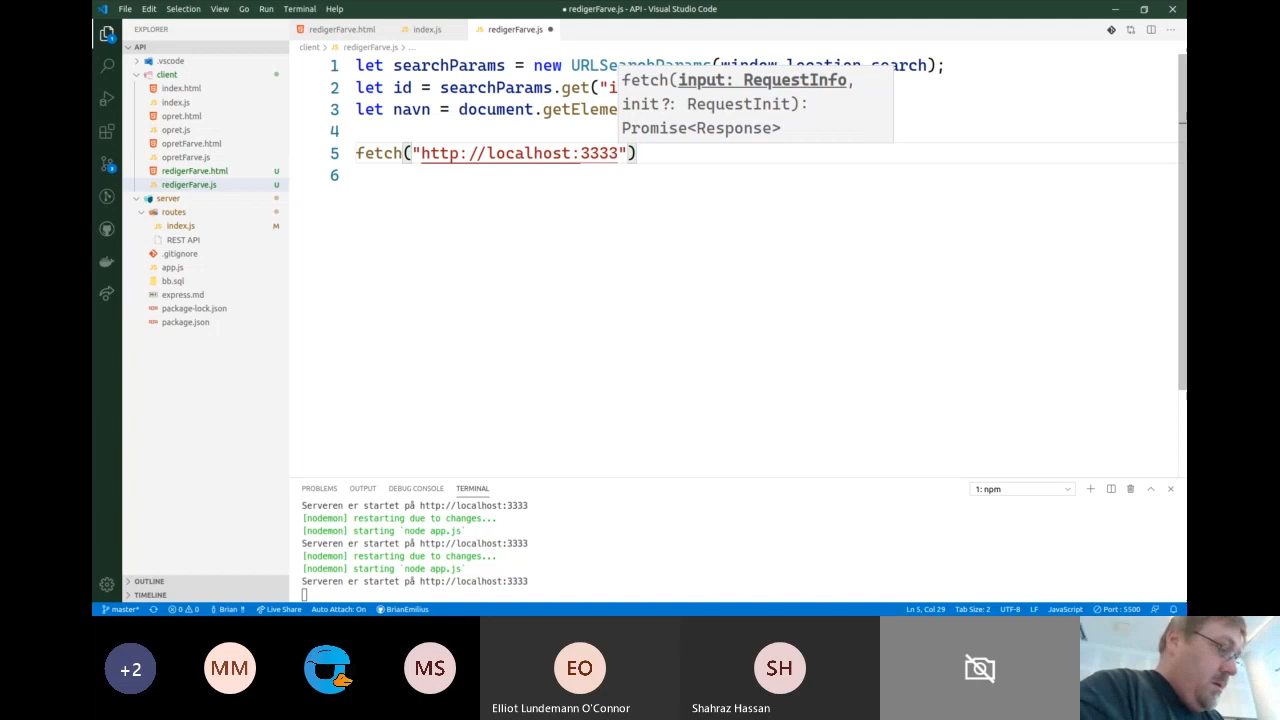 File Edit Selection View Go Run Terminal Help
● redigerFarve.js - API - Visual Studio Code
EXPLORER
redigerFarve.html
index.js
redigerFarve.js ●
API
client > redigerFarve.js > ...
.vscode
client
index.html
index.js
opret.html
opret.js
opretFarve.html
opretFarve.js
redigerFarve.html U
redigerFarve.js U
server
routes
index.js M
REST API
.gitignore
app.js
bb.sql
express.md
package-lock.json
package.json
OUTLINE
TIMELINE
1 let searchParams = new URLSearchParams(window.location.search);
2 let id = searchParams.get("i
3 let navn = document.getEleme
4
5 fetch("http://localhost:3333")
6
fetch(input: RequestInfo,
init?: RequestInit):
Promise<Response>
PROBLEMS OUTPUT DEBUG CONSOLE TERMINAL
1: npm
Serveren er startet på http://localhost:3333
[nodemon] restarting due to changes...
[nodemon] starting `node app.js`
Serveren er startet på http://localhost:3333
[nodemon] restarting due to changes...
[nodemon] starting `node app.js`
Serveren er startet på http://localhost:3333
master* 0 0 Brian Live Share Auto Attach: On BrianEmilius
Ln 5, Col 29 Tab Size: 2 UTF-8 LF JavaScript Port : 5500
+2
MM
MS
EO
SH
Elliot Lundemann O'Connor
Shahraz Hassan